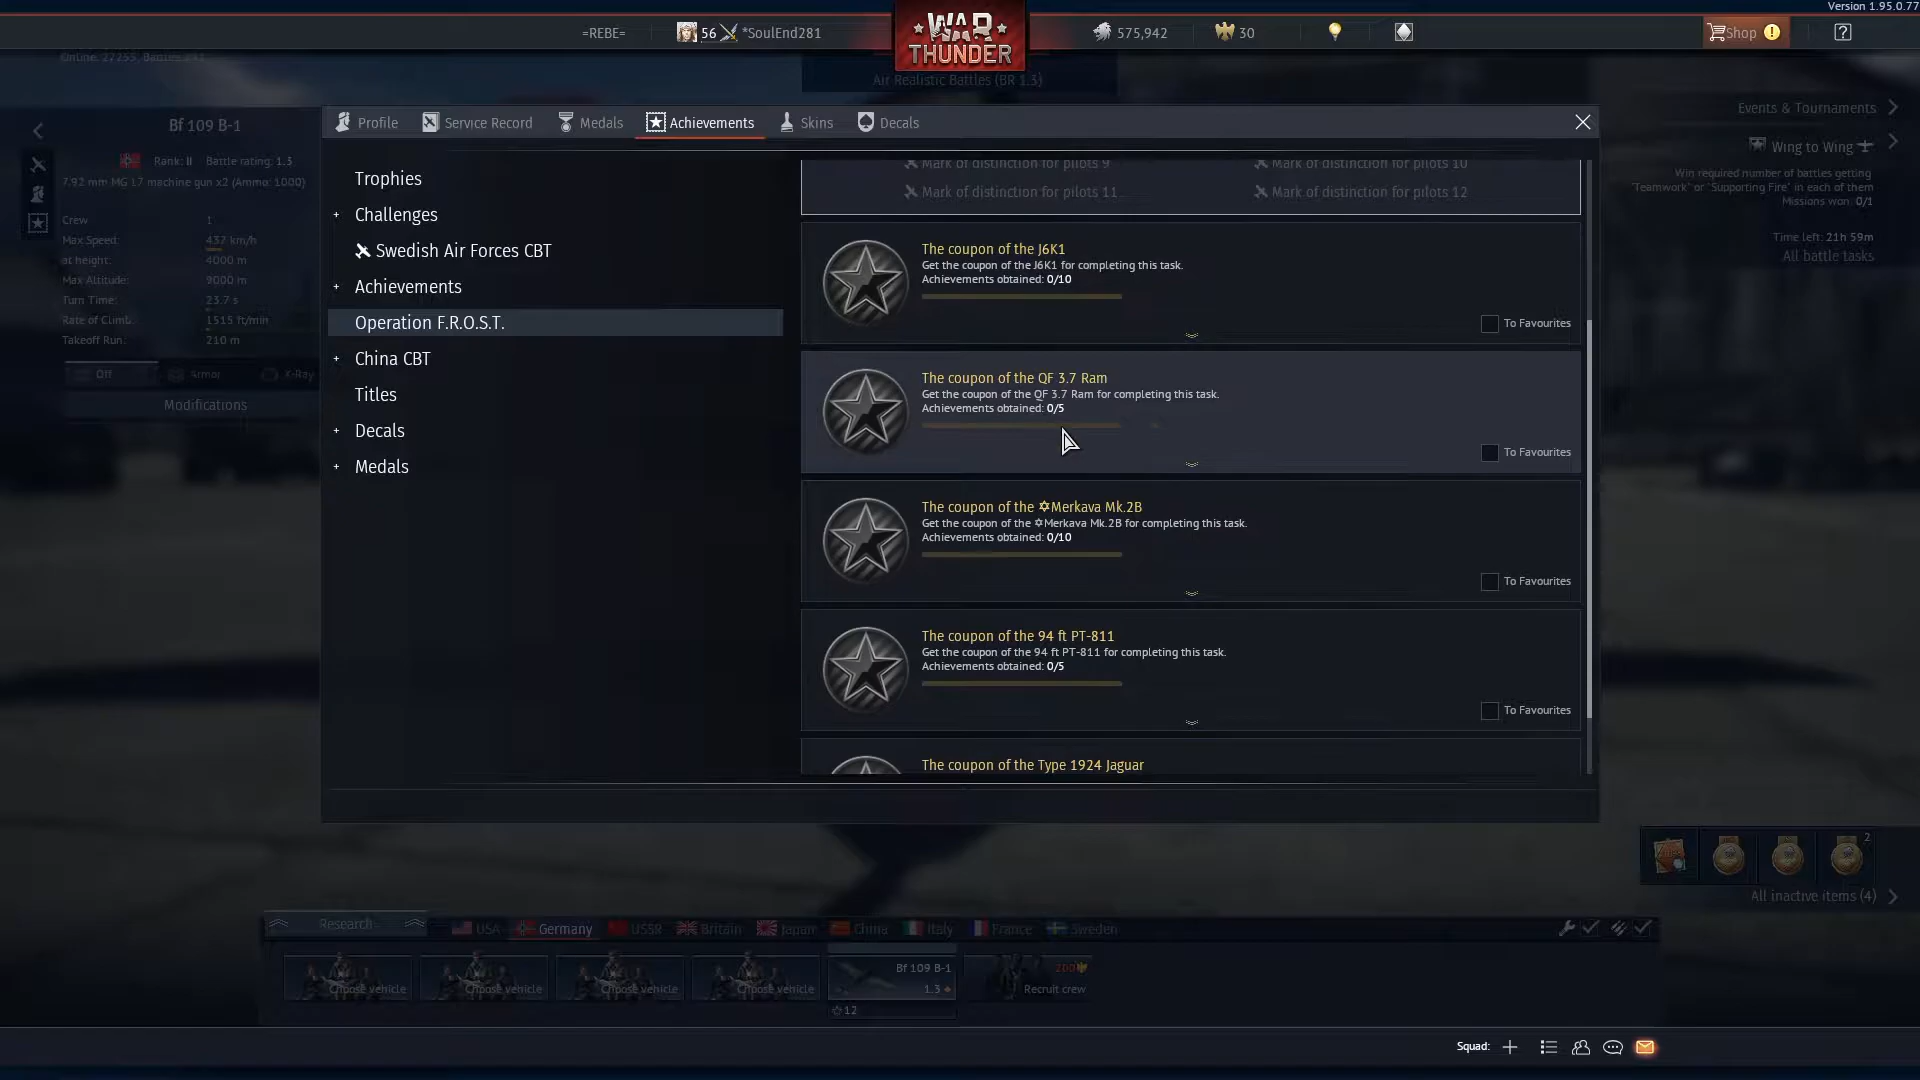 Version 1.95.0.77
=REBE=
56 *SoulEnd281
WAR THUNDER
575,942
30
Shop
?
Online: 27255, Battles
Air Realistic Battles (BR 1.3)
Profile
Service Record
Medals
Achievements
Skins
Decals
Bf 109 B-1
Rank: II Battle rating: 1.3
7.92 mm MG 17 machine gun x2 (Ammo: 1000)
Crew 1
Max Speed: 437 km/h
at height: 4000 m
Max Altitude: 9000 m
Turn Time: 23.7 s
Rate of Climb: 1515 ft/min
Takeoff Run: 210 m
Off Armor X-Ray
Modifications
Trophies
+ Challenges
Swedish Air Forces CBT
+ Achievements
Operation F.R.O.S.T.
+ China CBT
Titles
+ Decals
+ Medals
Mark of distinction for pilots 9
Mark of distinction for pilots 10
Mark of distinction for pilots 11
Mark of distinction for pilots 12
The coupon of the J6K1
Get the coupon of the J6K1 for completing this task.
Achievements obtained: 0/10
To Favourites
The coupon of the QF 3.7 Ram
Get the coupon of the QF 3.7 Ram for completing this task.
Achievements obtained: 0/5
To Favourites
The coupon of the ✡Merkava Mk.2B
Get the coupon of the ✡Merkava Mk.2B for completing this task.
Achievements obtained: 0/10
To Favourites
The coupon of the 94 ft PT-811
Get the coupon of the 94 ft PT-811 for completing this task.
Achievements obtained: 0/5
To Favourites
The coupon of the Type 1924 Jaguar
Events & Tournaments
Wing to Wing
Win required number of battles getting
"Teamwork" or "Supporting Fire" in each of them
Missions won: 0/1
Time left: 21h 59m
All battle tasks
2
All inactive items (4)
Research
USA
Germany
USSR
Britain
Japan
China
Italy
France
Sweden
Choose vehicle
Choose vehicle
Choose vehicle
Choose vehicle
Bf 109 B-1
1.3
12
200
Recruit crew
Squad: